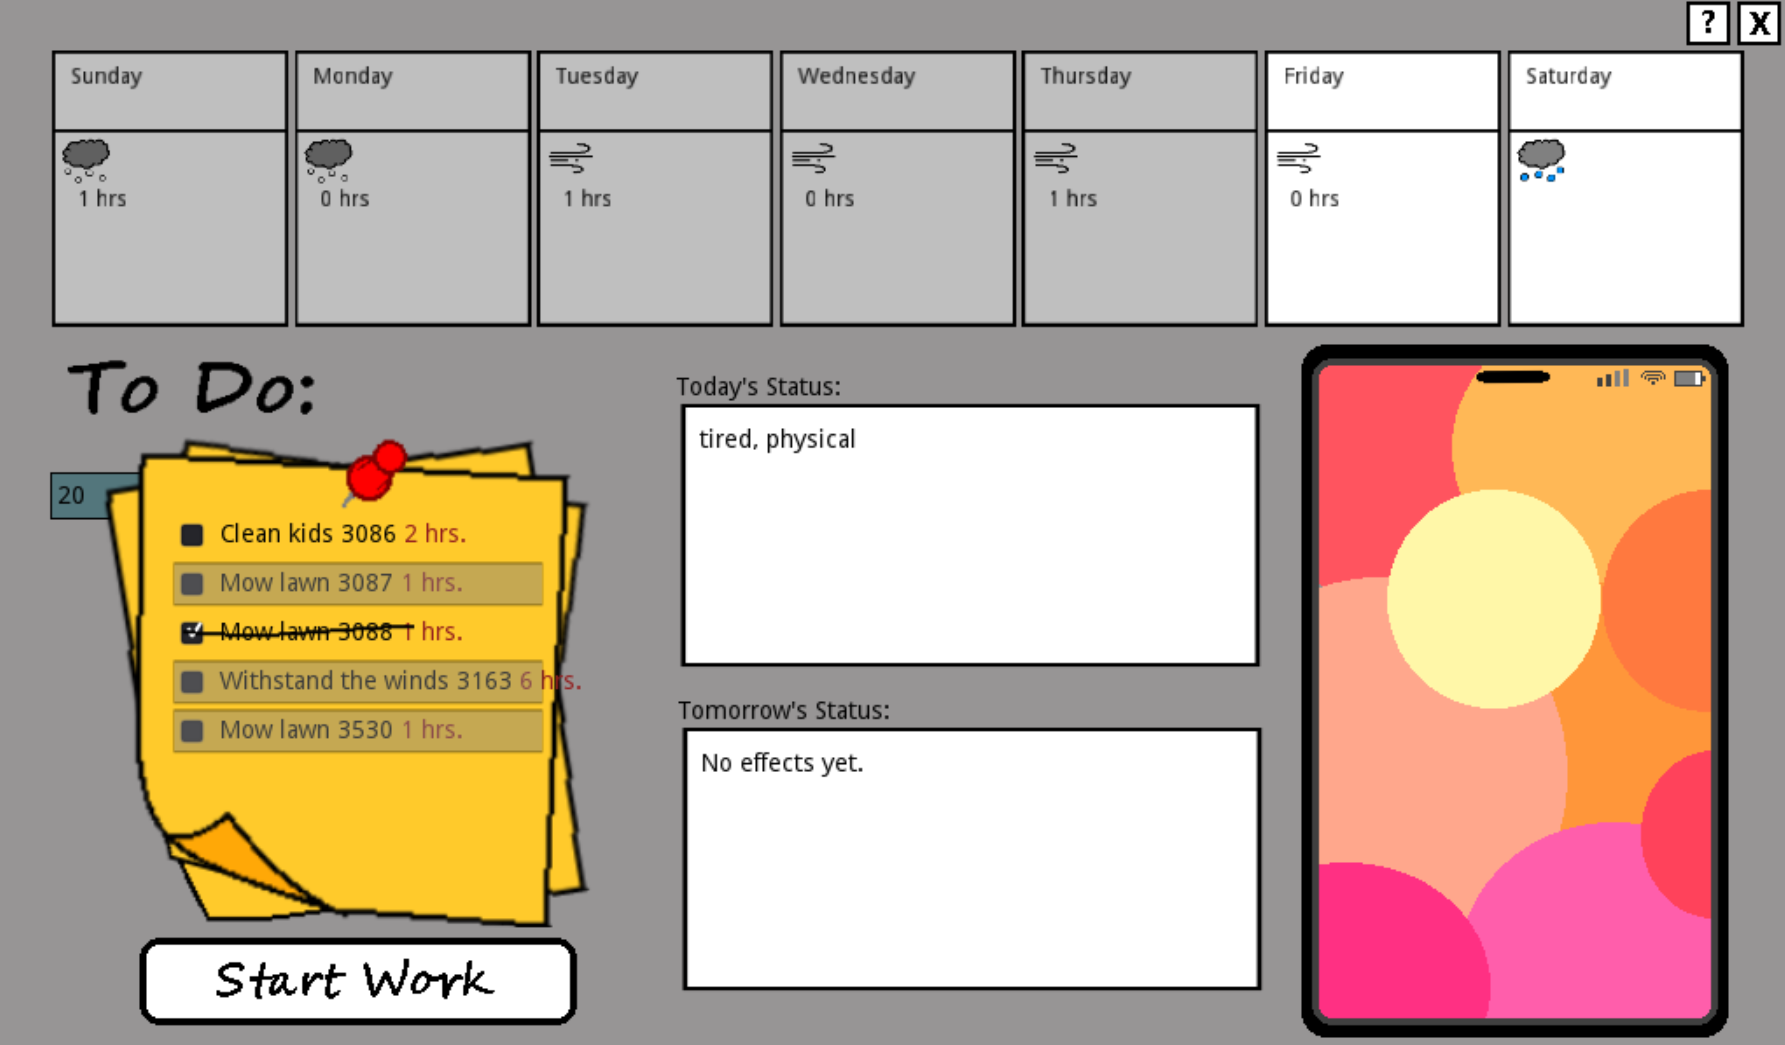 ? X
Sunday Monday Tuesday Wednesday Thursday Friday Saturday
1 hrs 0 hrs 1 hrs 0 hrs 1 hrs 0 hrs
To Do:
20
Clean kids 3086 2 hrs.
Mow lawn 3087 1 hrs.
Mow lawn 3088 1 hrs.
Withstand the winds 3163 6 hrs.
Mow lawn 3530 1 hrs.
Start Work
Today's Status:
tired, physical
Tomorrow's Status:
No effects yet.